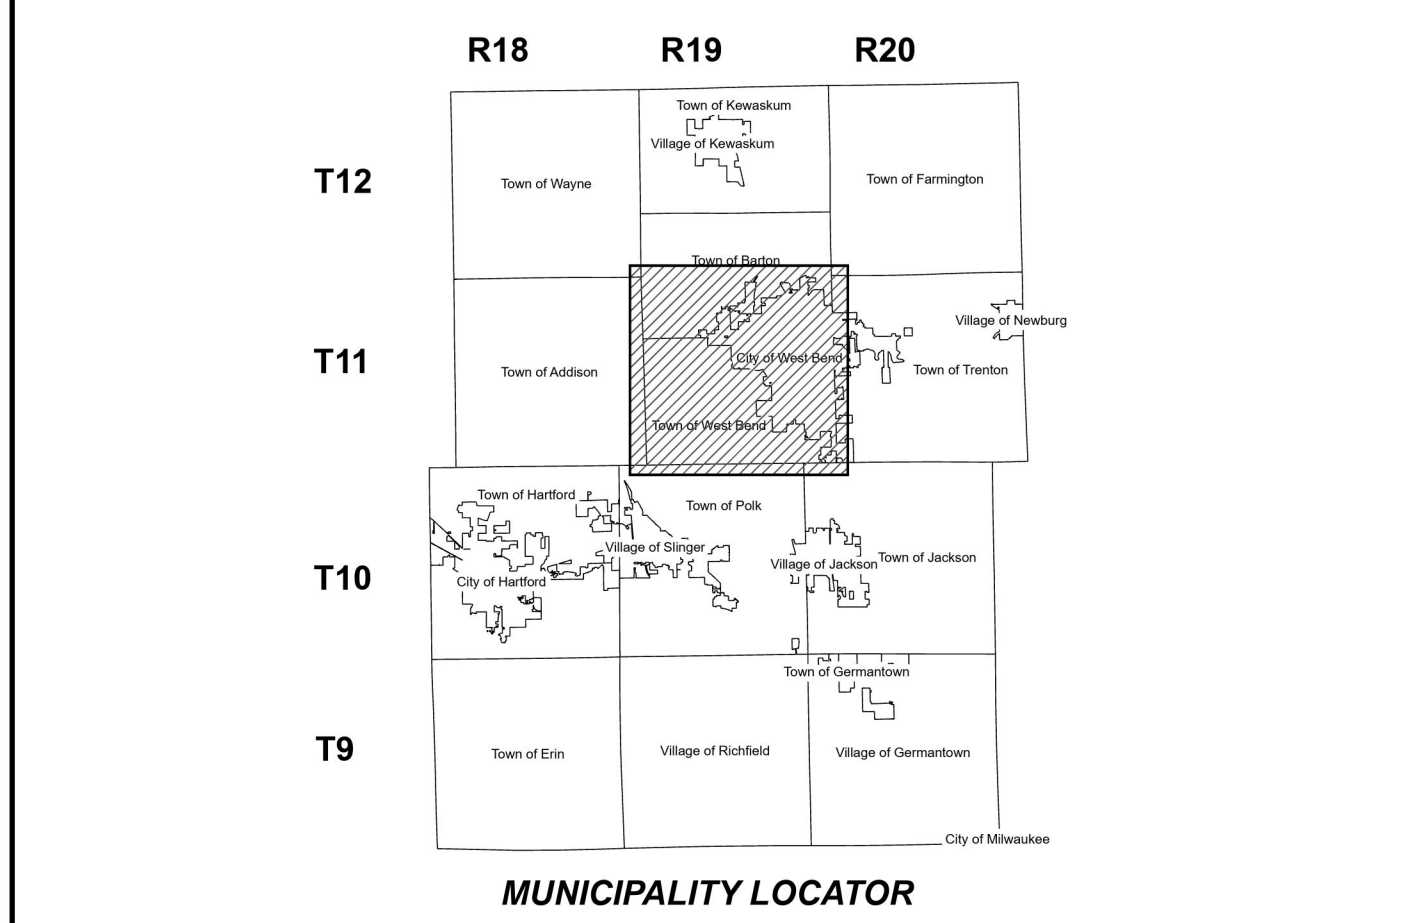 R18 R19 R20
Town of Kewaskum
Village of Kewaskum
T12
Town of Wayne
Town of Farmington
Town of Barton
Village of Newburg
City of West Bend
T11
Town of Addison
Town of Trenton
Town of West Bend
Town of Hartford
Town of Polk
Village of Slinger
Town of Jackson
Village of Jackson
T10
City of Hartford
Town of Germantown
T9
Town of Erin
Village of Richfield
Village of Germantown
City of Milwaukee
MUNICIPALITY LOCATOR